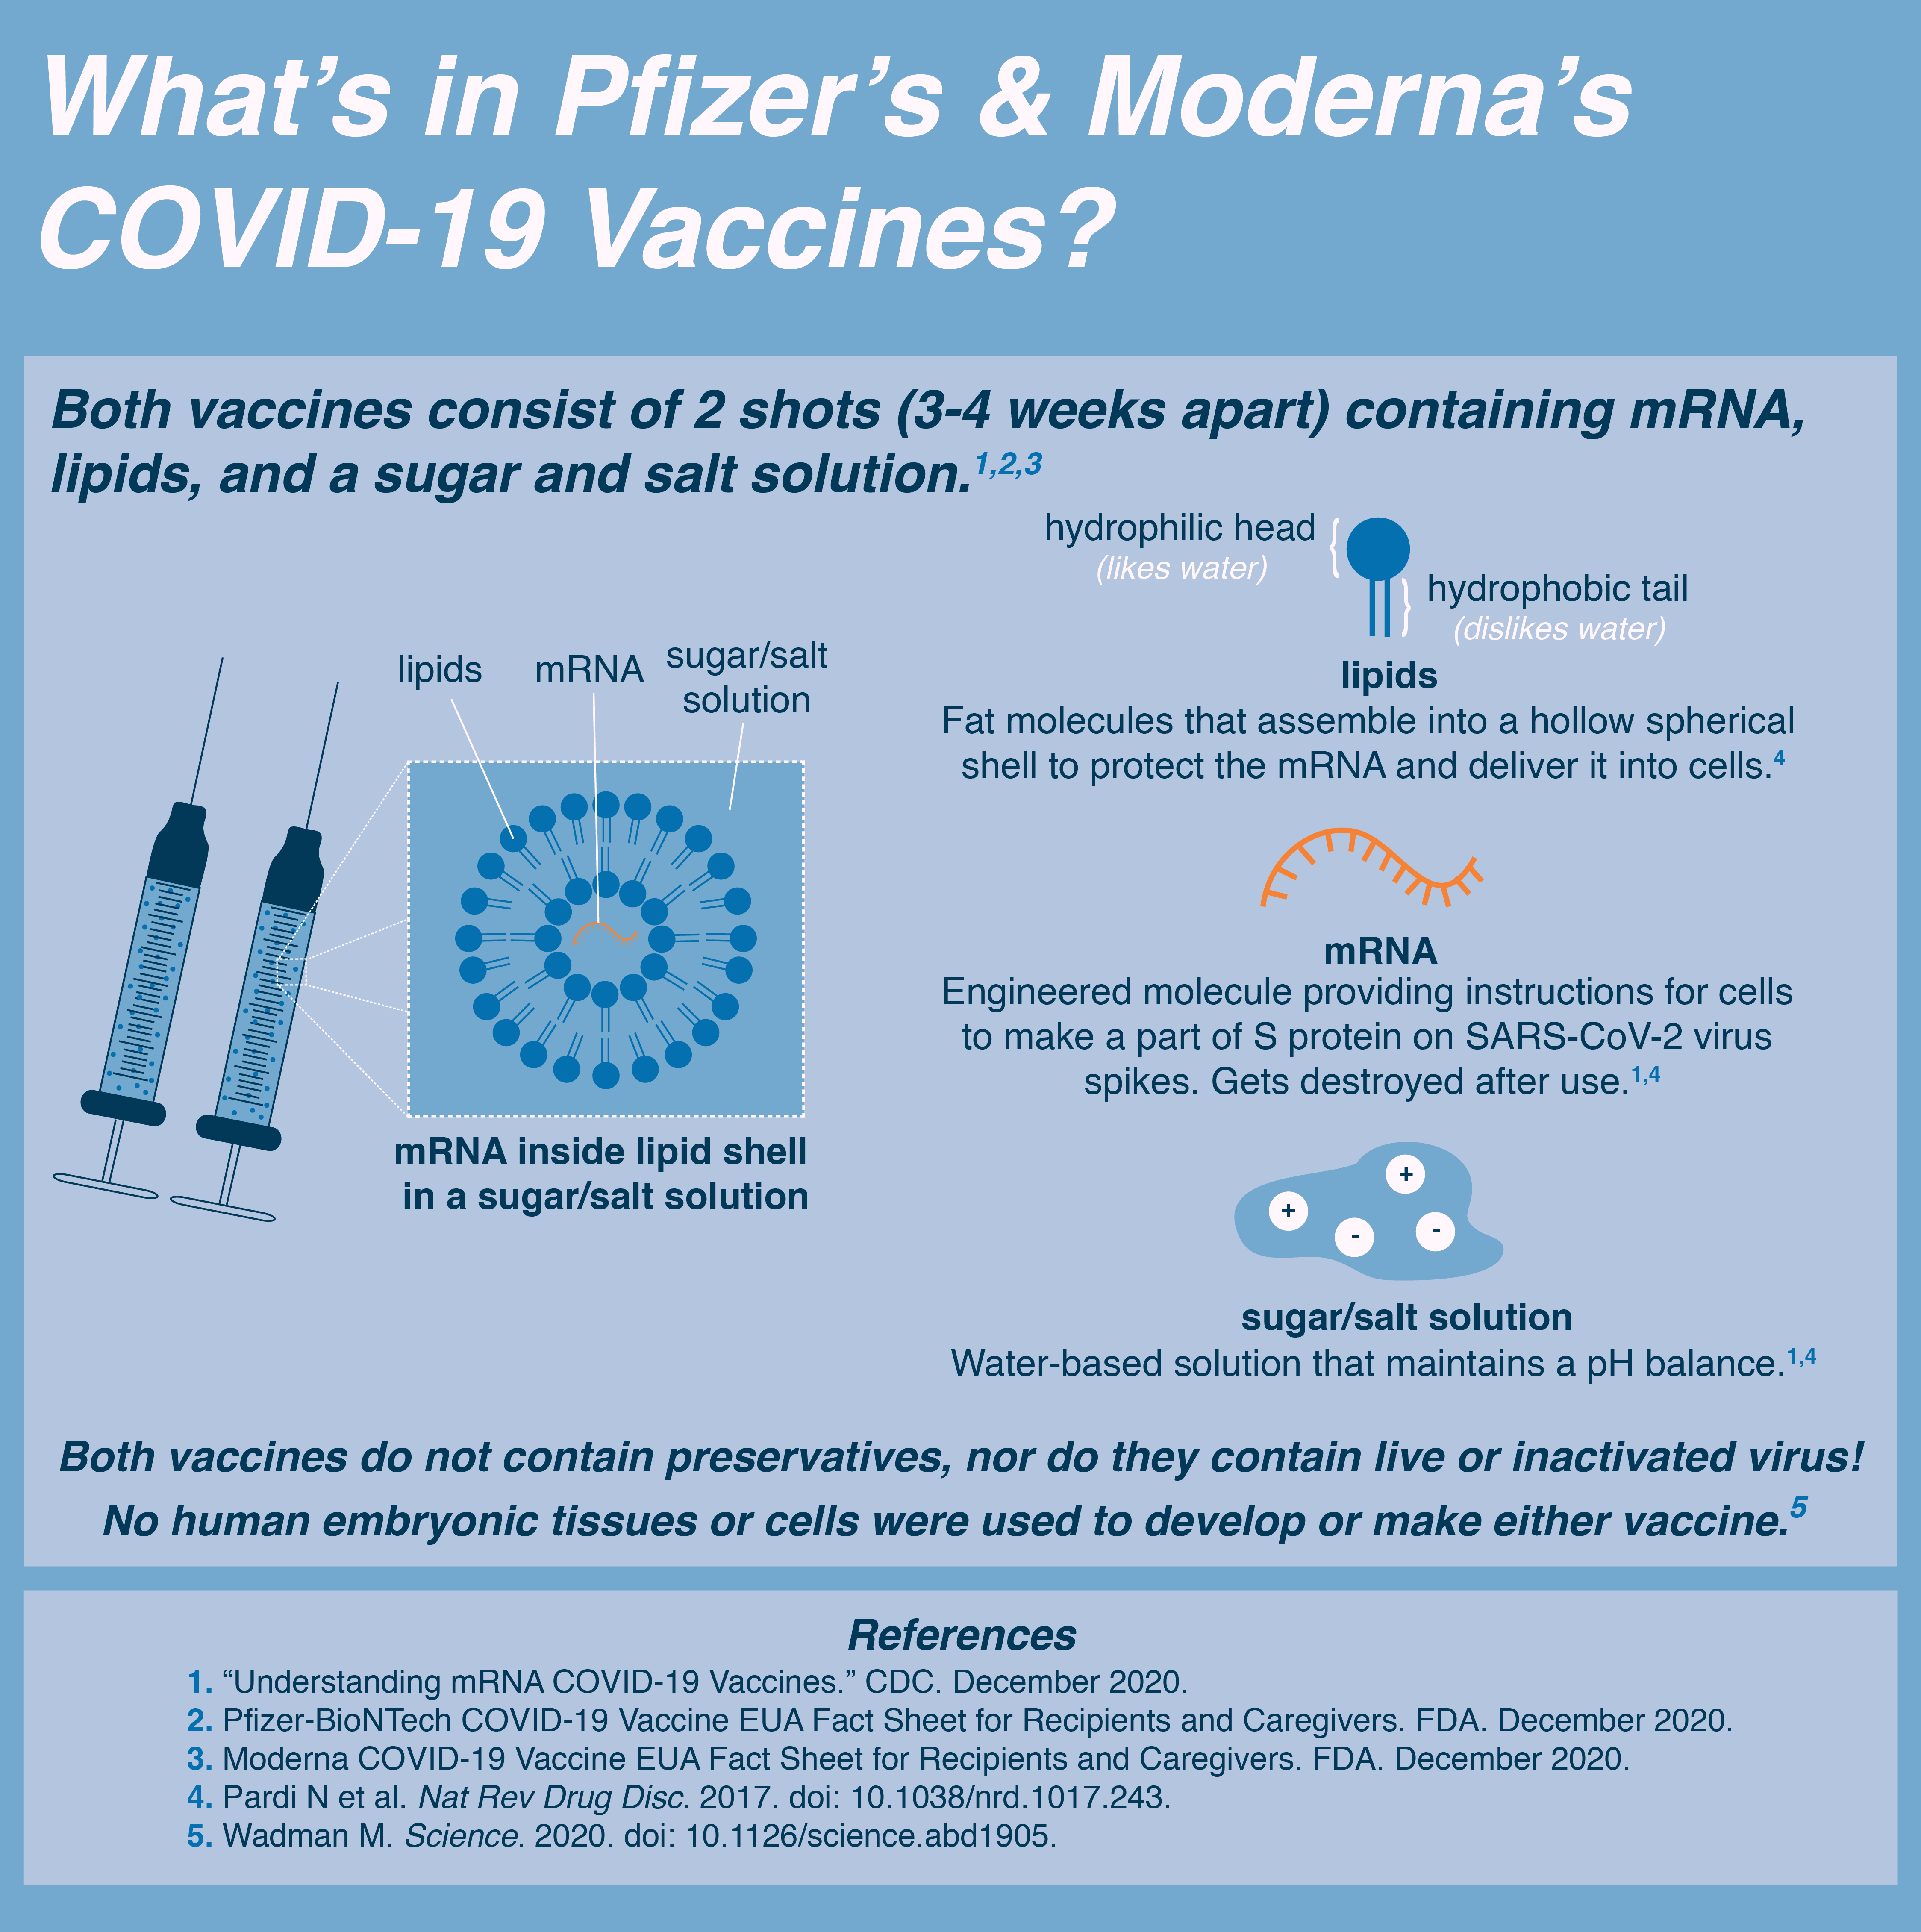 What’s in Pfizer’s & Moderna’s
COVID-19 Vaccines?
Both vaccines consist of 2 shots (3-4 weeks apart) containing mRNA,
lipids, and a sugar and salt solution.1,2,3
lipids
mRNA
sugar/salt
solution
mRNA inside lipid shell
in a sugar/salt solution
hydrophilic head
(likes water)
hydrophobic tail
(dislikes water)
lipids
Fat molecules that assemble into a hollow spherical
shell to protect the mRNA and deliver it into cells.4
mRNA
Engineered molecule providing instructions for cells
to make a part of S protein on SARS-CoV-2 virus
spikes. Gets destroyed after use.1,4
+
+
-
-
sugar/salt solution
Water-based solution that maintains a pH balance.1,4
Both vaccines do not contain preservatives, nor do they contain live or inactivated virus!
No human embryonic tissues or cells were used to develop or make either vaccine.5
References
1. “Understanding mRNA COVID-19 Vaccines.” CDC. December 2020.
2. Pfizer-BioNTech COVID-19 Vaccine EUA Fact Sheet for Recipients and Caregivers. FDA. December 2020.
3. Moderna COVID-19 Vaccine EUA Fact Sheet for Recipients and Caregivers. FDA. December 2020.
4. Pardi N et al. Nat Rev Drug Disc. 2017. doi: 10.1038/nrd.1017.243.
5. Wadman M. Science. 2020. doi: 10.1126/science.abd1905.